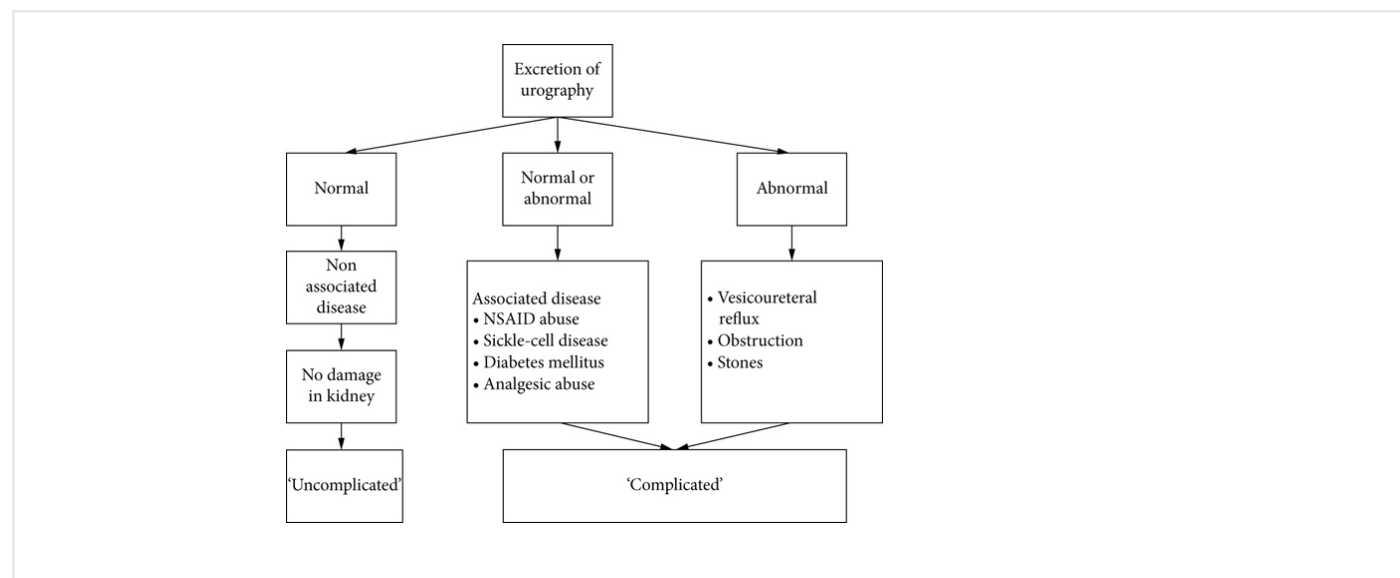 Excretion of
urography
Normal
Normal or
abnormal
Abnormal
Non
associated
disease
Associated disease
• NSAID abuse
• Sickle-cell disease
• Diabetes mellitus
• Analgesic abuse
• Vesicoureteral
reflux
• Obstruction
• Stones
No damage
in kidney
‘Uncomplicated’
‘Complicated’